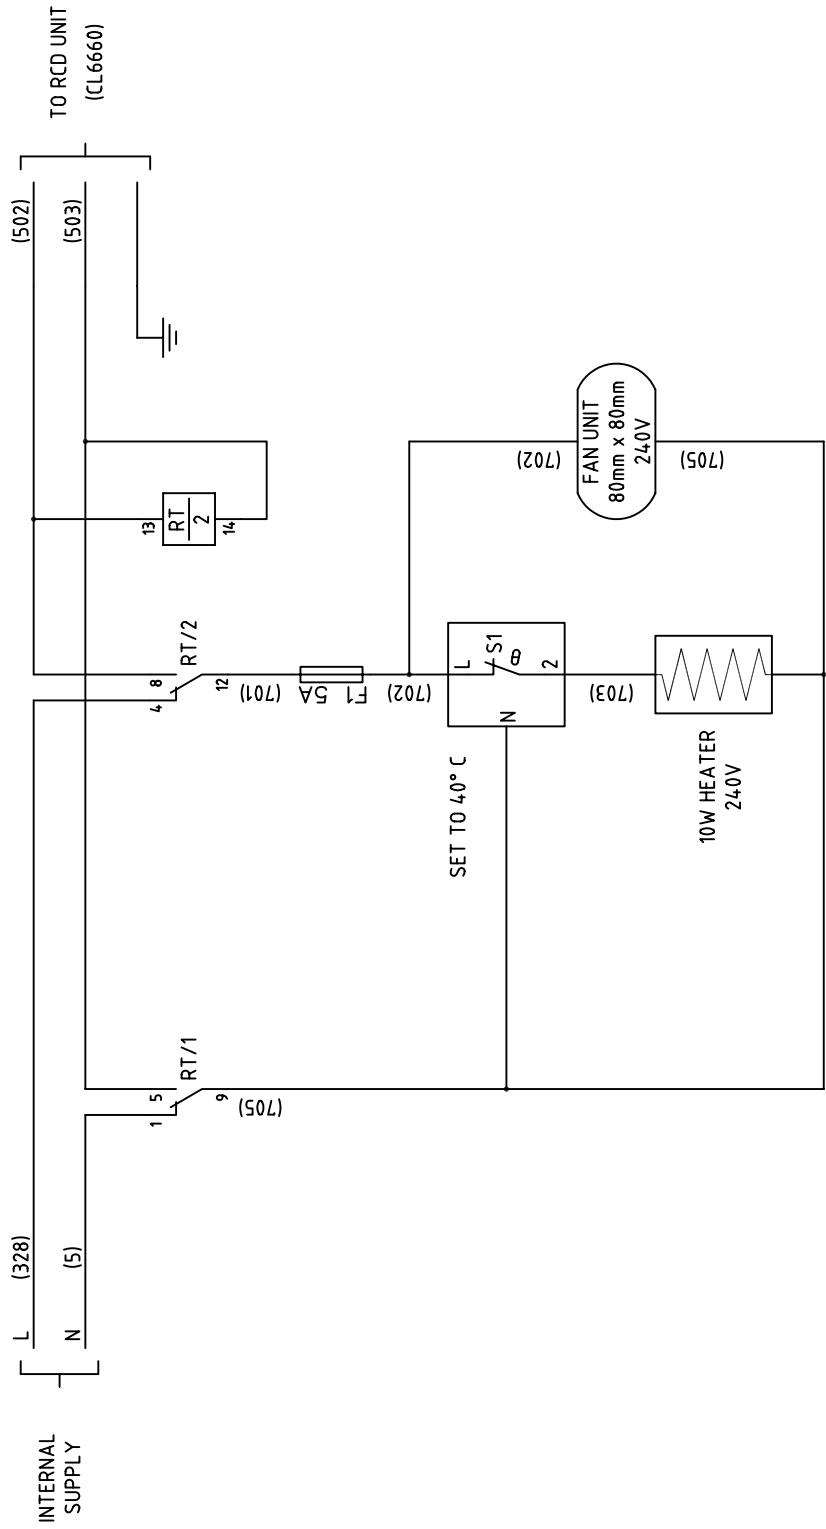 INTERNAL
SUPPLY
L
(328)
N
(5)
1
5
RT/1
9
(705)
4
8
RT/2
12
(701)
F1 5A
(702)
13
RT
2
14
(502)
(503)
TO RCD UNIT
(CL6660)
SET TO 40° C
N
L
S1
θ
2
(703)
10W HEATER
240V
(702)
FAN UNIT
80mm x 80mm
240V
(705)